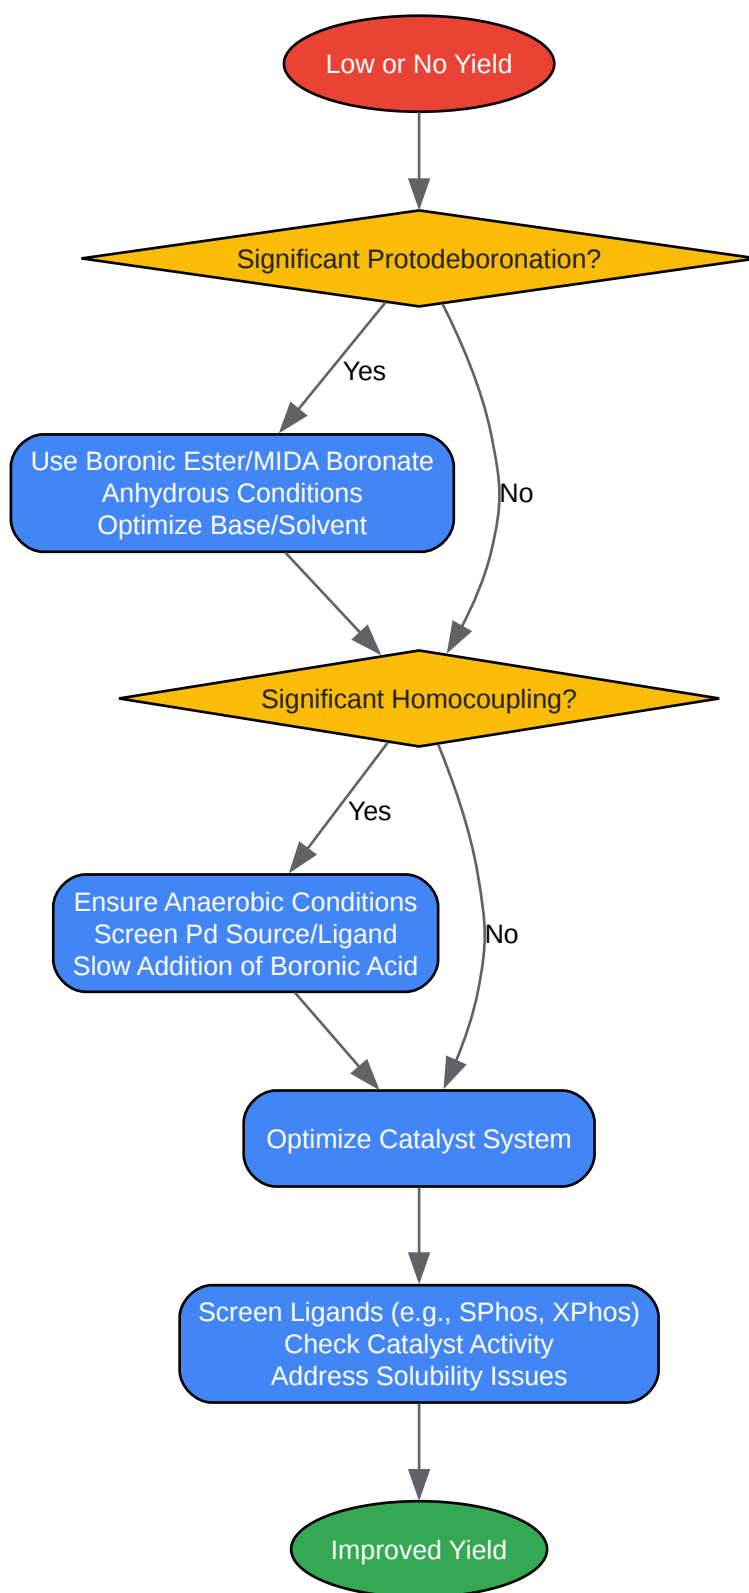 Low or No Yield
Significant Protodeboronation?
Yes
Use Boronic Ester/MIDA Boronate
Anhydrous Conditions
Optimize Base/Solvent
No
Significant Homocoupling?
Yes
Ensure Anaerobic Conditions
Screen Pd Source/Ligand
Slow Addition of Boronic Acid
No
Optimize Catalyst System
Screen Ligands (e.g., SPhos, XPhos)
Check Catalyst Activity
Address Solubility Issues
Improved Yield